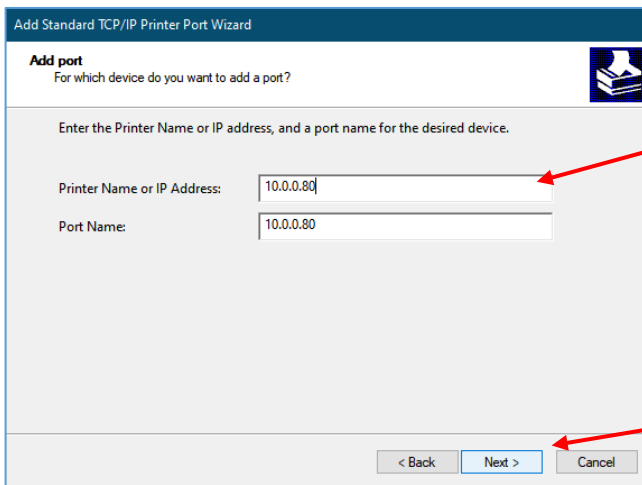 Add Standard TCP/IP Printer Port Wizard
Add port
For which device do you want to add a port?
Enter the Printer Name or IP address, and a port name for the desired device.
Printer Name or IP Address: 10.0.0.80
Port Name: 10.0.0.80
< Back Next > Cancel